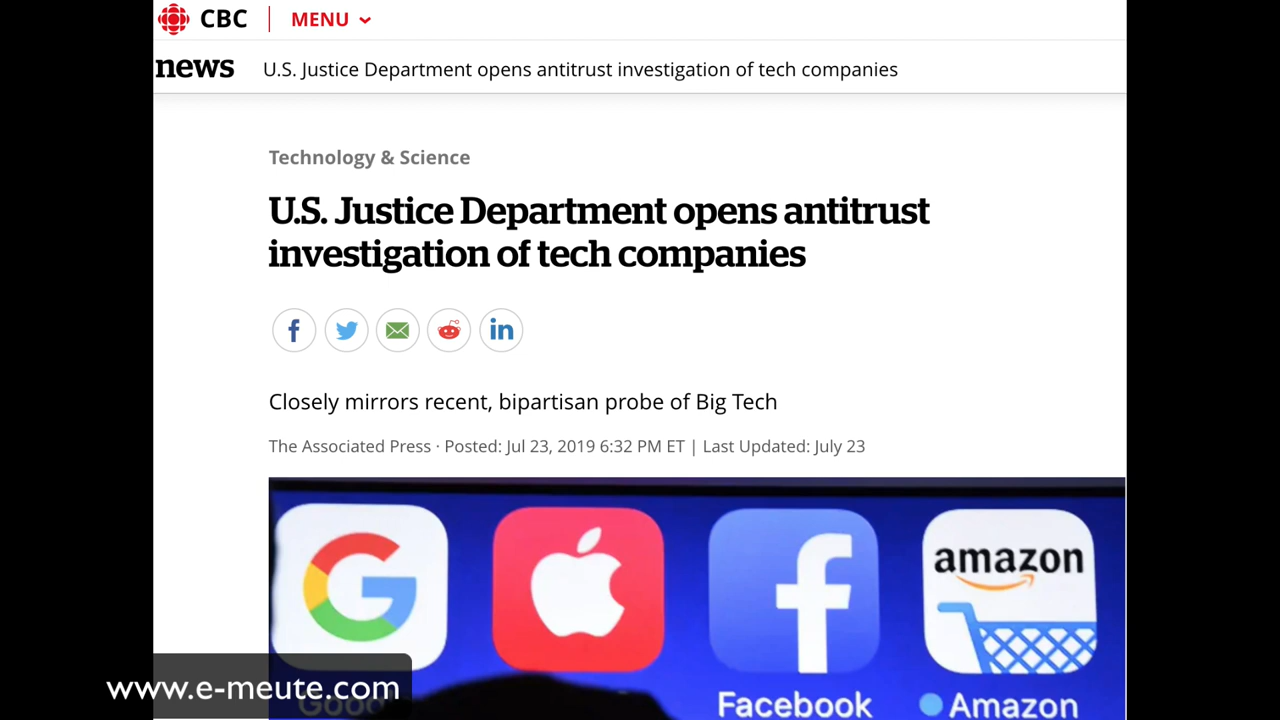 CBC
MENU
news
U.S. Justice Department opens antitrust investigation of tech companies
Technology & Science
U.S. Justice Department opens antitrust
investigation of tech companies
Closely mirrors recent, bipartisan probe of Big Tech
The Associated Press · Posted: Jul 23, 2019 6:32 PM ET | Last Updated: July 23
amazon
www.e-meute.com
Facebook
Amazon